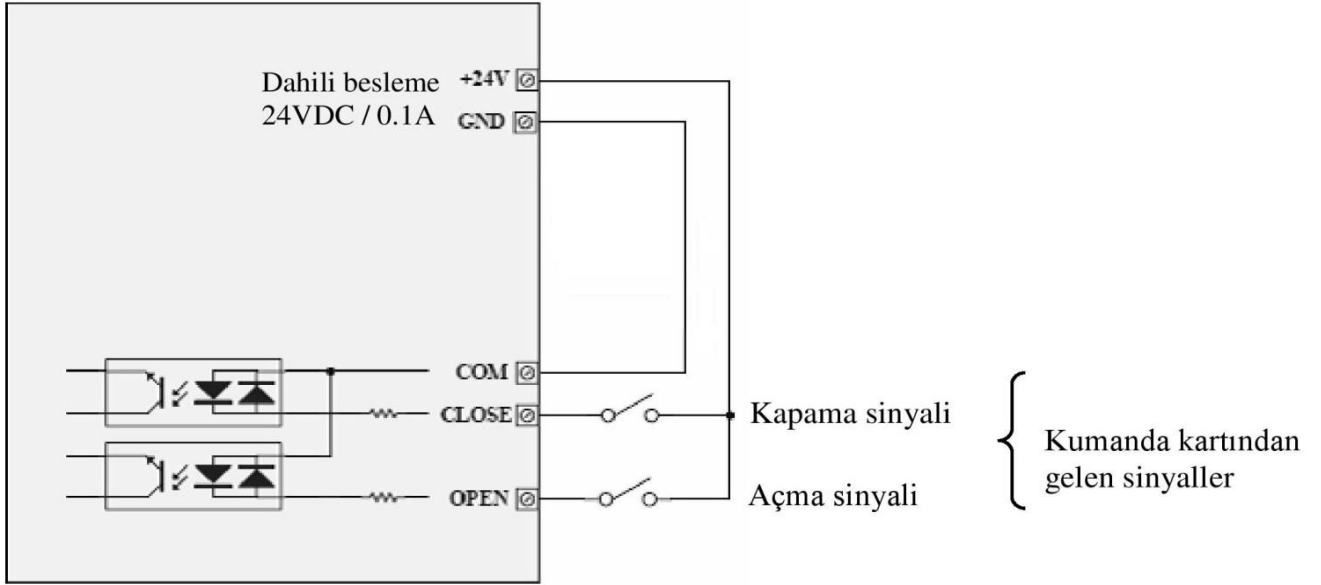 Dahili besleme
24VDC / 0.1A
+24V
GND
COM
CLOSE
OPEN
Kapama sinyali
Açma sinyali
Kumanda kartından
gelen sinyaller